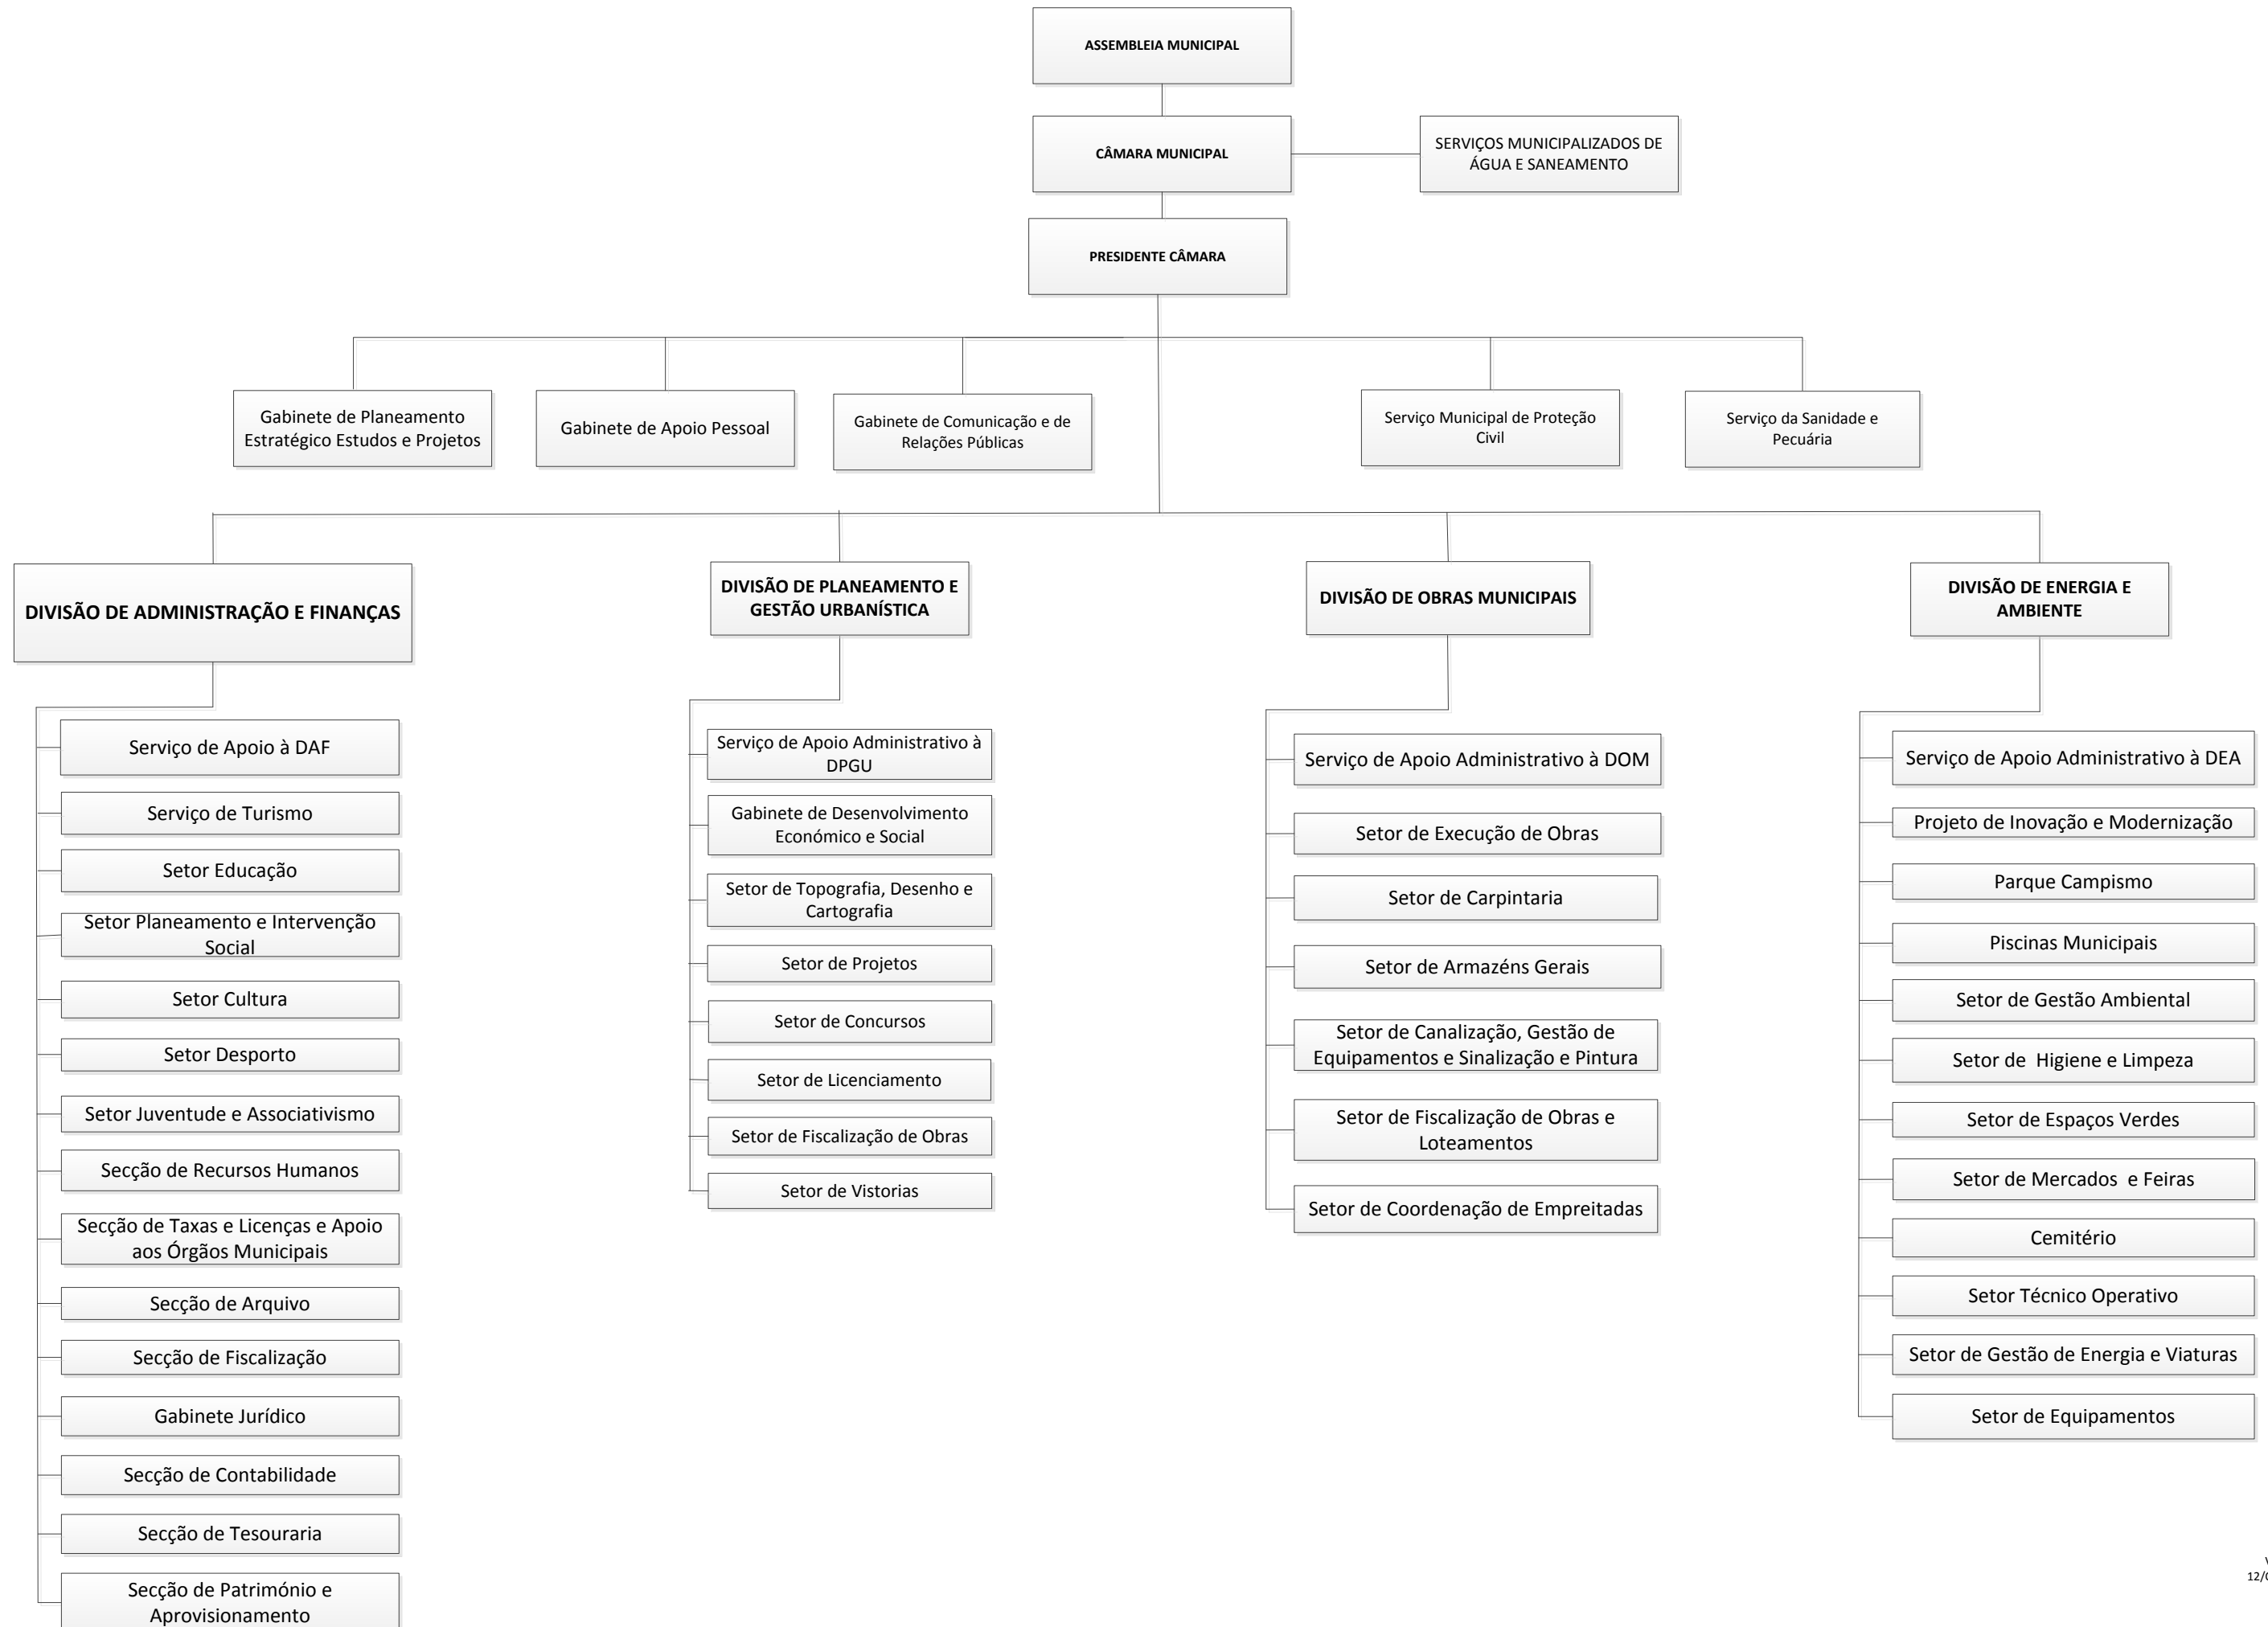 ASSEMBLEIA MUNICIPAL
CÂMARA MUNICIPAL
SERVIÇOS MUNICIPALIZADOS DE
ÁGUA E SANEAMENTO
PRESIDENTE CÂMARA
Gabinete de Planeamento
Estratégico Estudos e Projetos
Gabinete de Apoio Pessoal
Gabinete de Comunicação e de
Relações Públicas
Serviço Municipal de Proteção
Civil
Serviço da Sanidade e
Pecuária
DIVISÃO DE ADMINISTRAÇÃO E FINANÇAS
Serviço de Apoio à DAF
Serviço de Turismo
Setor Educação
Setor Planeamento e Intervenção
Social
Setor Cultura
Setor Desporto
Setor Juventude e Associativismo
Secção de Recursos Humanos
Secção de Taxas e Licenças e Apoio
aos Órgãos Municipais
Secção de Arquivo
Secção de Fiscalização
Gabinete Jurídico
Secção de Contabilidade
Secção de Tesouraria
Secção de Património e
Aprovisionamento
DIVISÃO DE PLANEAMENTO E
GESTÃO URBANÍSTICA
Serviço de Apoio Administrativo à
DPGU
Gabinete de Desenvolvimento
Económico e Social
Setor de Topografia, Desenho e
Cartografia
Setor de Projetos
Setor de Concursos
Setor de Licenciamento
Setor de Fiscalização de Obras
Setor de Vistorias
DIVISÃO DE OBRAS MUNICIPAIS
Serviço de Apoio Administrativo à DOM
Setor de Execução de Obras
Setor de Carpintaria
Setor de Armazéns Gerais
Setor de Canalização, Gestão de
Equipamentos e Sinalização e Pintura
Setor de Fiscalização de Obras e
Loteamentos
Setor de Coordenação de Empreitadas
DIVISÃO DE ENERGIA E
AMBIENTE
Serviço de Apoio Administrativo à DEA
Projeto de Inovação e Modernização
Parque Campismo
Piscinas Municipais
Setor de Gestão Ambiental
Setor de  Higiene e Limpeza
Setor de Espaços Verdes
Setor de Mercados  e Feiras
Cemitério
Setor Técnico Operativo
Setor de Gestão de Energia e Viaturas
Setor de Equipamentos